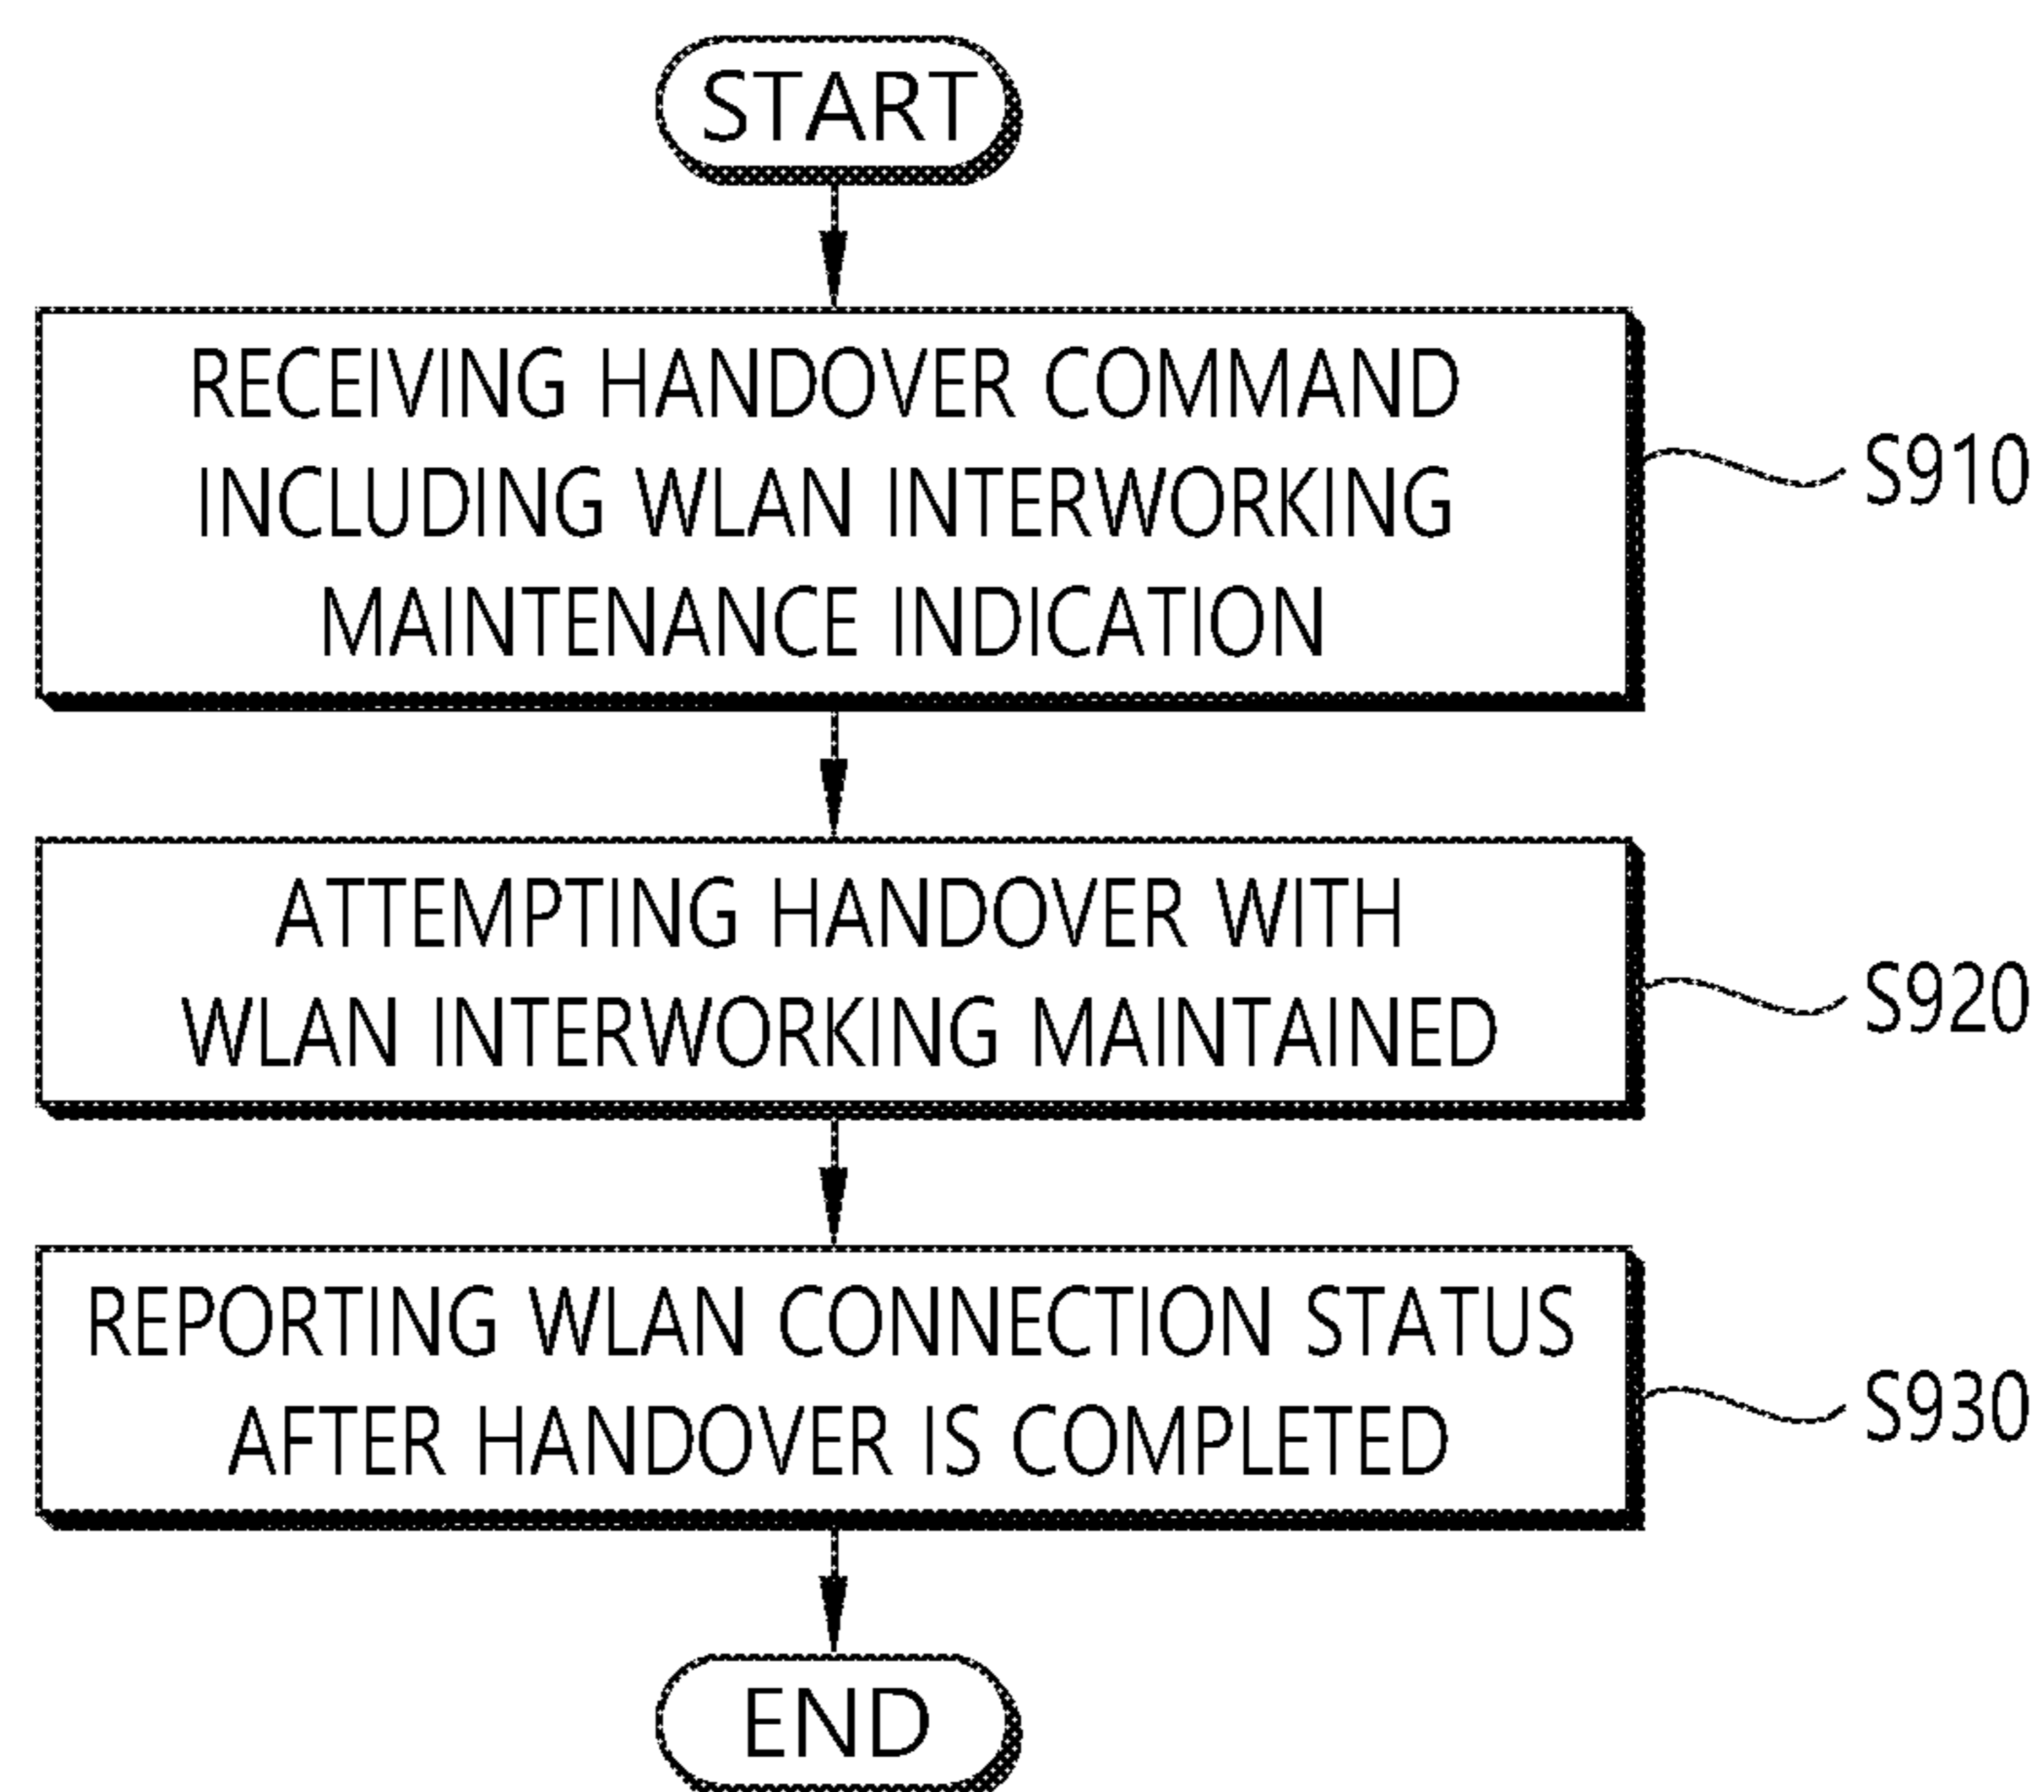 START
RECEIVING HANDOVER COMMAND
INCLUDING WLAN INTERWORKING
MAINTENANCE INDICATION
S910
ATTEMPTING HANDOVER WITH
WLAN INTERWORKING MAINTAINED
S920
REPORTING WLAN CONNECTION STATUS
AFTER HANDOVER IS COMPLETED
S930
END